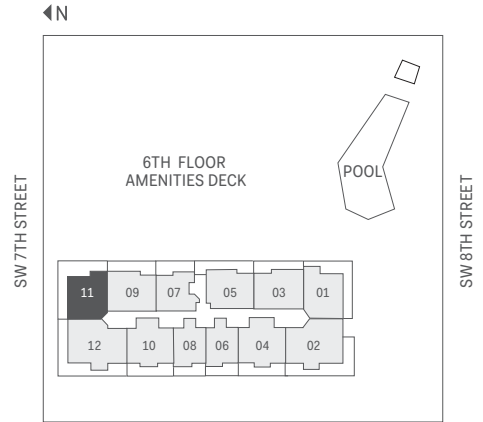 N
6TH FLOOR
AMENITIES DECK
POOL
SW 7TH STREET
SW 8TH STREET
11 09 07 05 03 01
12 10 08 06 04 02